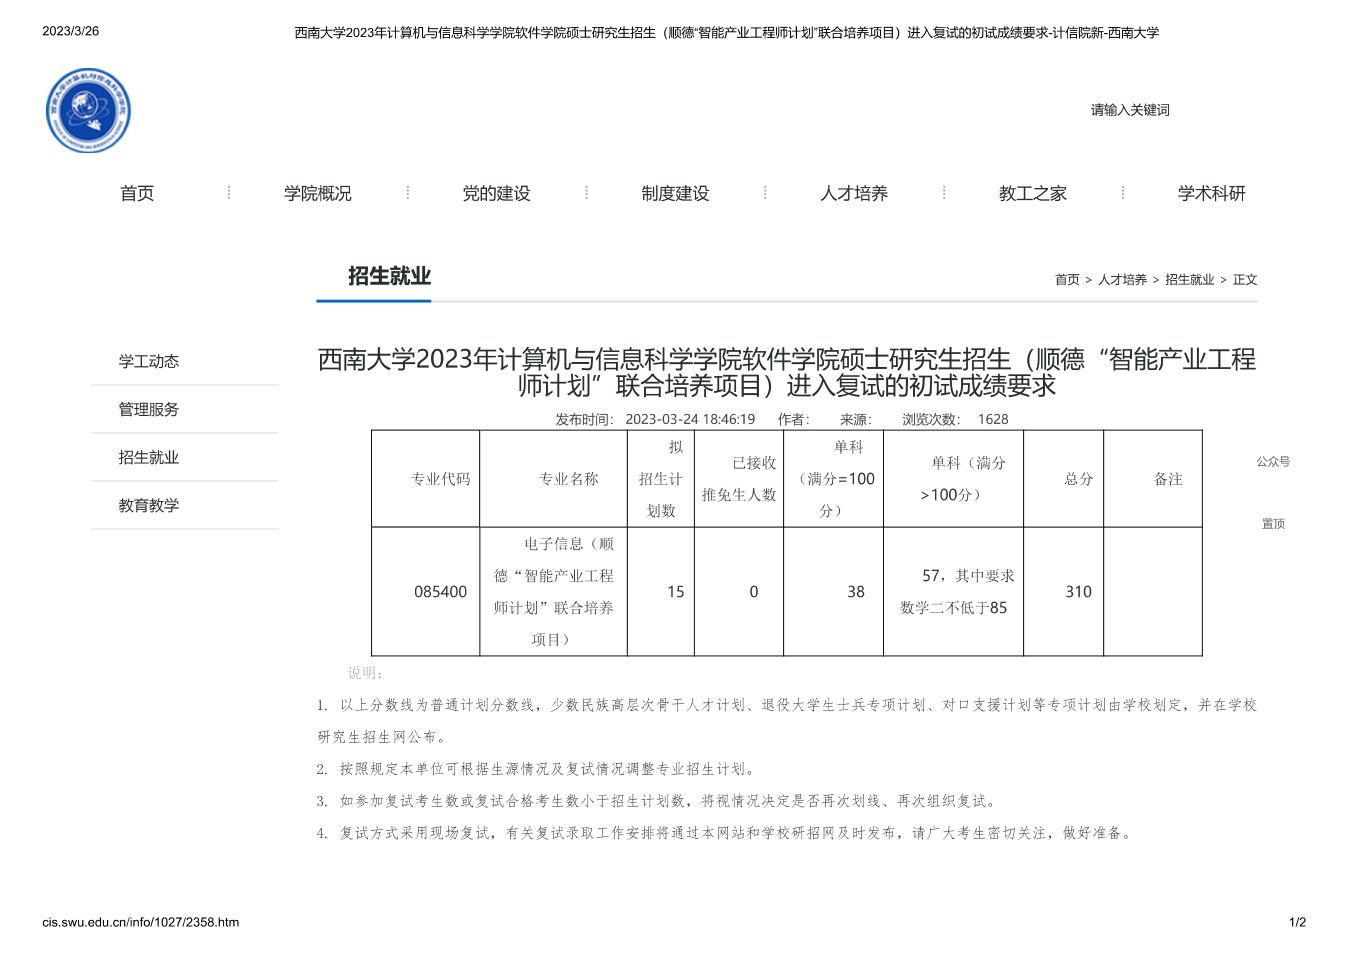 2023/3/26
西南大学2023年计算机与信息科学学院软件学院硕士研究生招生（顺德“智能产业工程师计划”联合培养项目）进入复试的初试成绩要求-计信院新-西南大学
请输入关键词
首页
学院概况
党的建设
制度建设
人才培养
教工之家
学术科研
招生就业
首页 > 人才培养 > 招生就业 > 正文
学工动态
管理服务
招生就业
教育教学
西南大学2023年计算机与信息科学学院软件学院硕士研究生招生（顺德“智能产业工程
师计划”联合培养项目）进入复试的初试成绩要求
发布时间： 2023-03-24 18:46:19 作者： 来源： 浏览次数： 1628
专业代码
专业名称
拟
招生计
划数
已接收
推免生人数
单科
（满分=100
分）
单科（满分
>100分）
总分
备注
085400
电子信息（顺
德“智能产业工程
师计划”联合培养
项目）
15
0
38
57，其中要求
数学二不低于85
310
公众号
置顶
说明：
1. 以上分数线为普通计划分数线，少数民族高层次骨干人才计划、退役大学生士兵专项计划、对口支援计划等专项计划由学校划定，并在学校
研究生招生网公布。
2. 按照规定本单位可根据生源情况及复试情况调整专业招生计划。
3. 如参加复试考生数或复试合格考生数小于招生计划数，将视情况决定是否再次划线、再次组织复试。
4. 复试方式采用现场复试，有关复试录取工作安排将通过本网站和学校研招网及时发布，请广大考生密切关注，做好准备。
cis.swu.edu.cn/info/1027/2358.htm
1/2